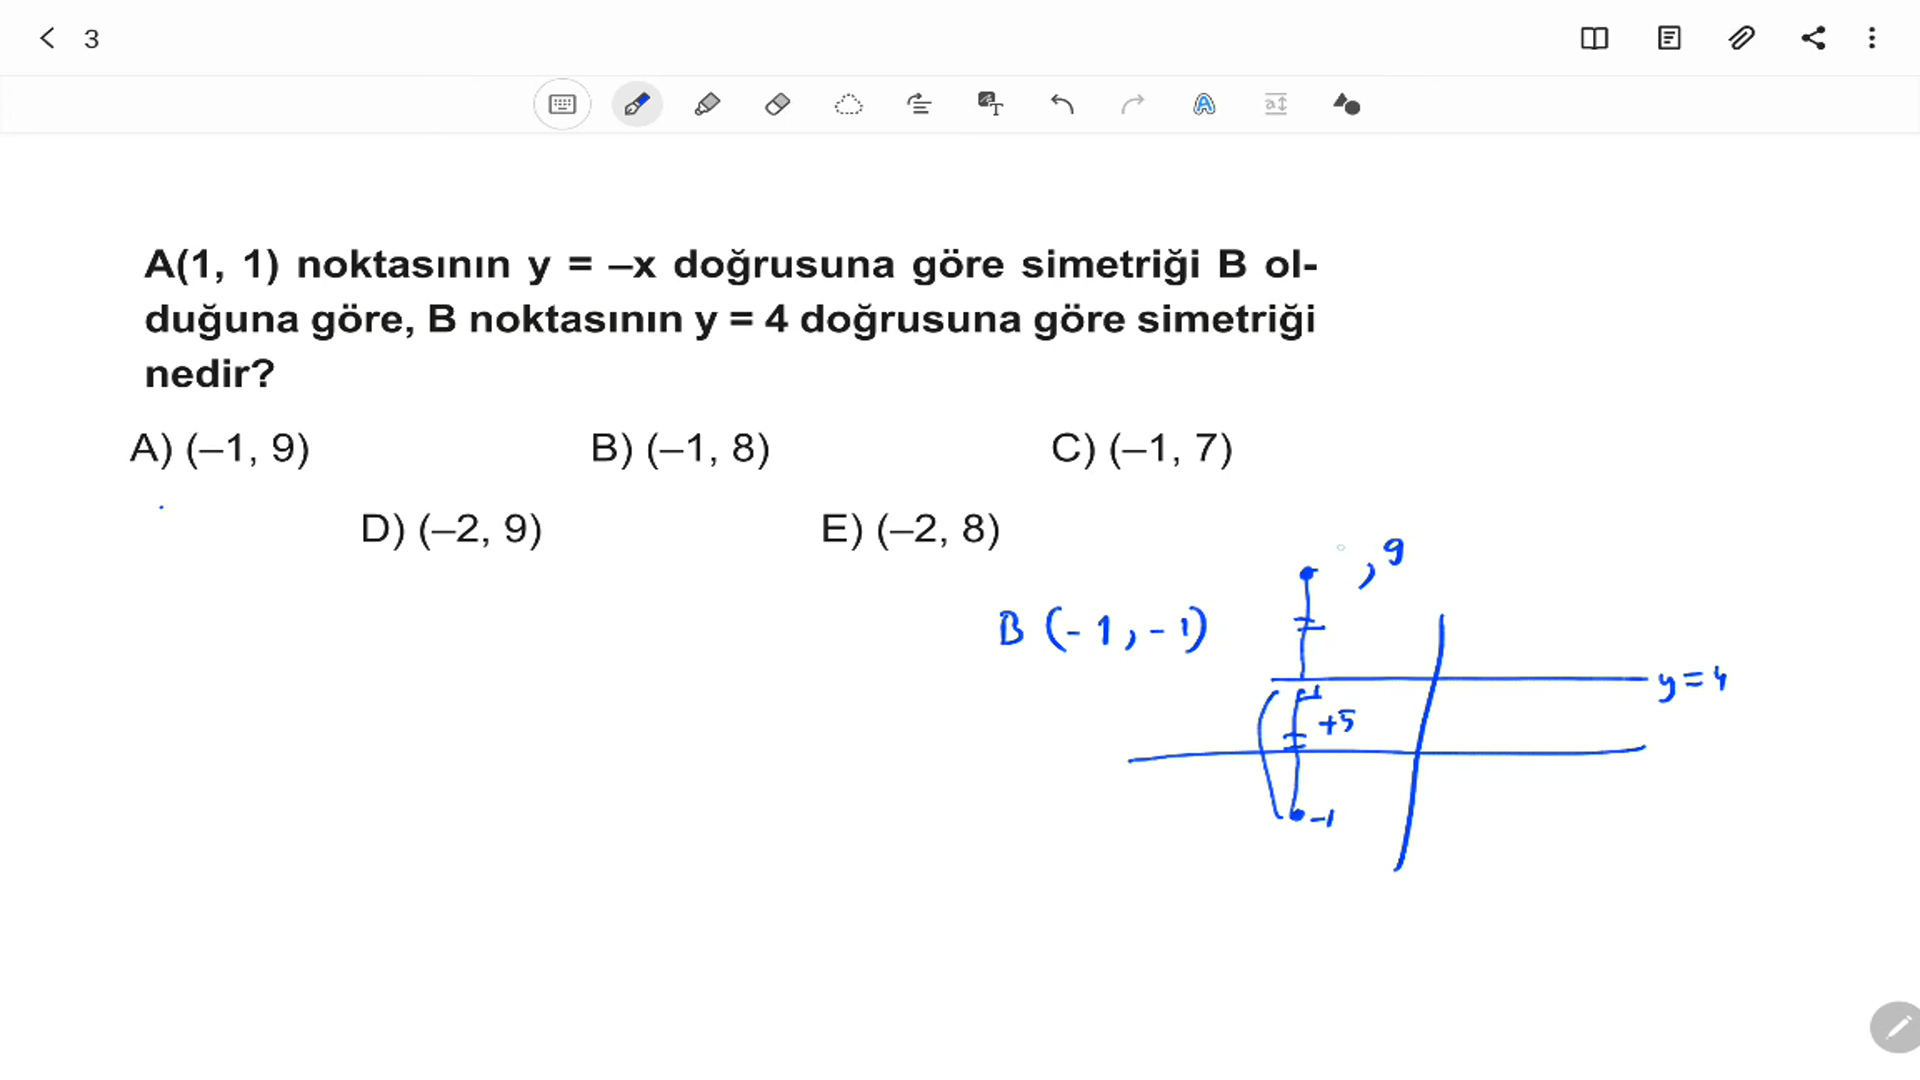 3
A(1, 1) noktasının y = –x doğrusuna göre simetriği B ol-
duğuna göre, B noktasının y = 4 doğrusuna göre simetriği
nedir?
A) (–1, 9) B) (–1, 8) C) (–1, 7)
D) (–2, 9) E) (–2, 8)
, 9
B (-1, -1)
y = 4
+5
-1